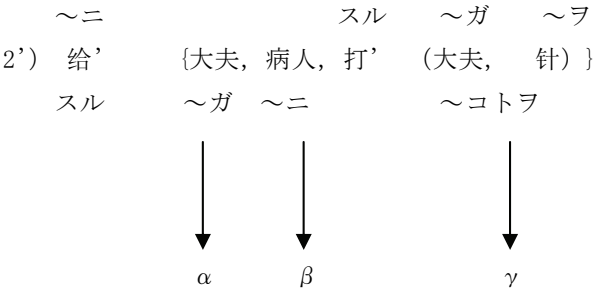 ～ニ スル ～ガ ～ヲ
2’) 给’ {大夫，病人，打’ (大夫， 针)}
スル ～ガ ～ニ ～コトヲ
α β γ